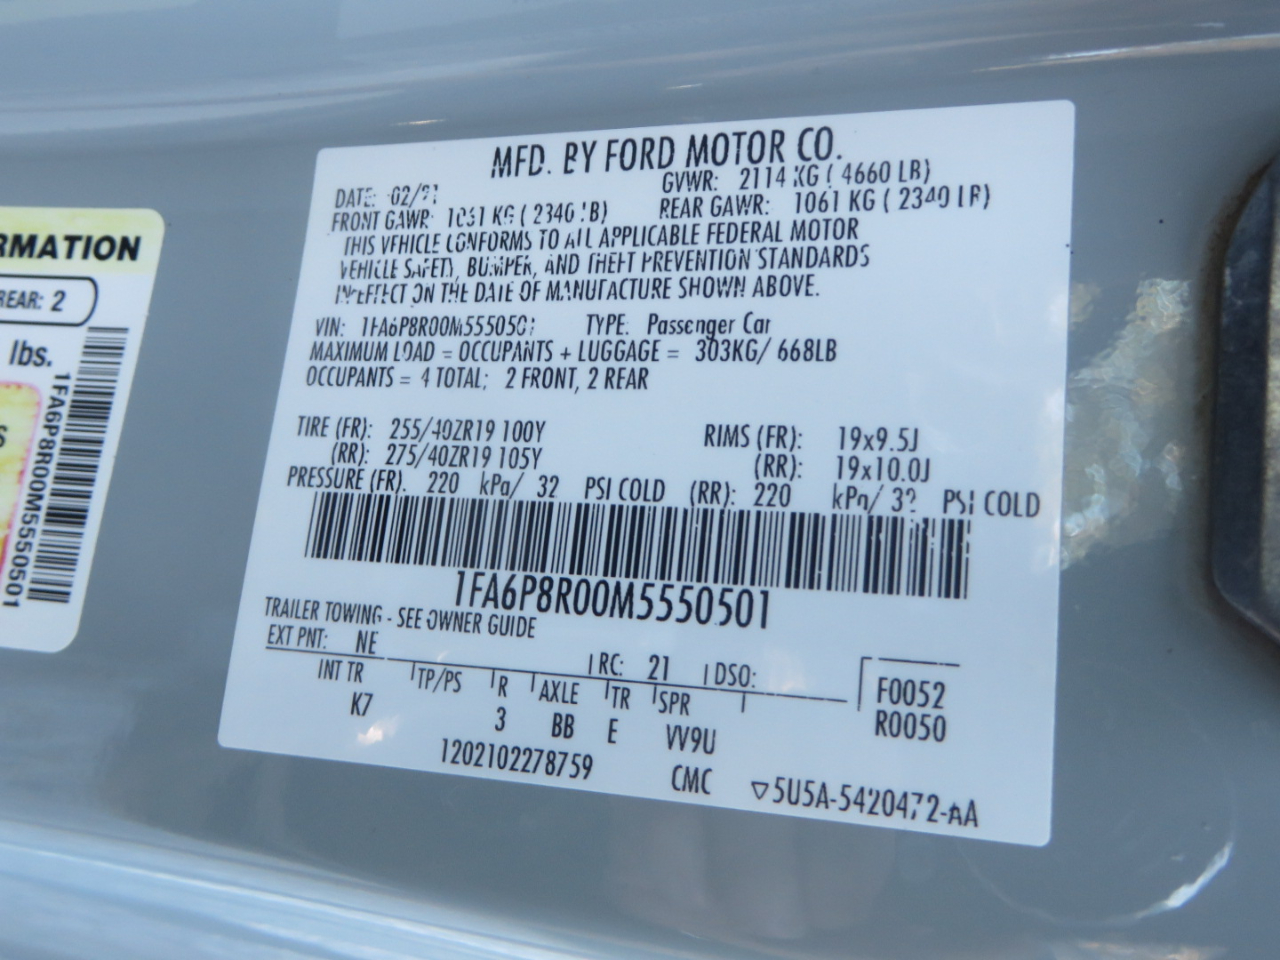 RMATION
REAR: 2
lbs.
S
1FA6P8R00M5550501
MFD. BY FORD MOTOR CO.
DATE: 02/21 GVWR: 2114 KG ( 4660 LB)
FRONT GAWR: 1061 KG ( 2340 LB) REAR GAWR: 1061 KG ( 2340 LB)
THIS VEHICLE CONFORMS TO ALL APPLICABLE FEDERAL MOTOR
VEHICLE SAFETY, BUMPER, AND THEFT PREVENTION STANDARDS
IN EFFECT ON THE DATE OF MANUFACTURE SHOWN ABOVE.
VIN: 1FA6P8R00M5550501 TYPE: Passenger Car
MAXIMUM LOAD = OCCUPANTS + LUGGAGE = 303KG/ 668LB
OCCUPANTS = 4 TOTAL; 2 FRONT, 2 REAR
TIRE (FR): 255/40ZR19 100Y RIMS (FR): 19x9.5J
(RR): 275/40ZR19 105Y (RR): 19x10.0J
PRESSURE (FR). 220 kPa/ 32 PSI COLD (RR): 220 kPa/ 32 PSI COLD
1FA6P8R00M5550501
TRAILER TOWING - SEE OWNER GUIDE
EXT PNT: NE RC: 21 DSO:
INT TR TP/PS R AXLE TR SPR F0052
K7 3 BB E VV9U R0050
1202102278759 CMC ▽5U5A-5420472-AA